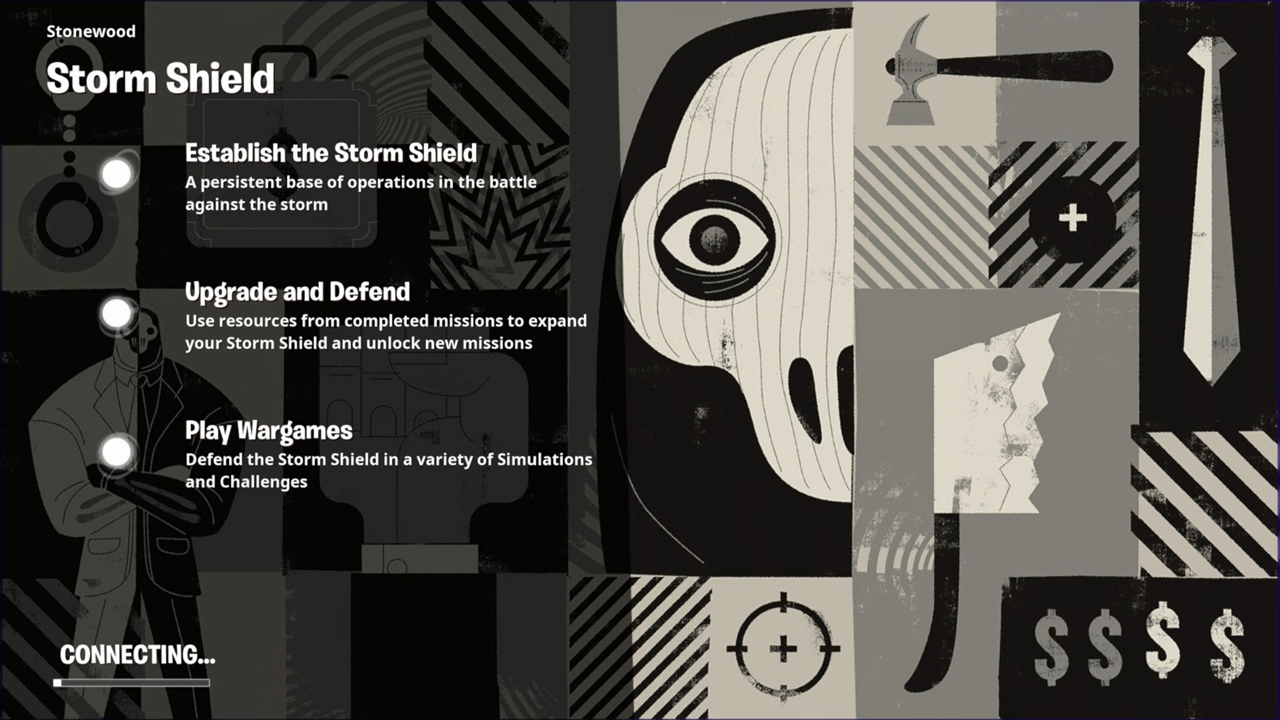 Stonewood
Storm Shield
Establish the Storm Shield
A persistent base of operations in the battle
against the storm
Upgrade and Defend
Use resources from completed missions to expand
your Storm Shield and unlock new missions
Play Wargames
Defend the Storm Shield in a variety of Simulations
and Challenges
CONNECTING...
$ $ $ $